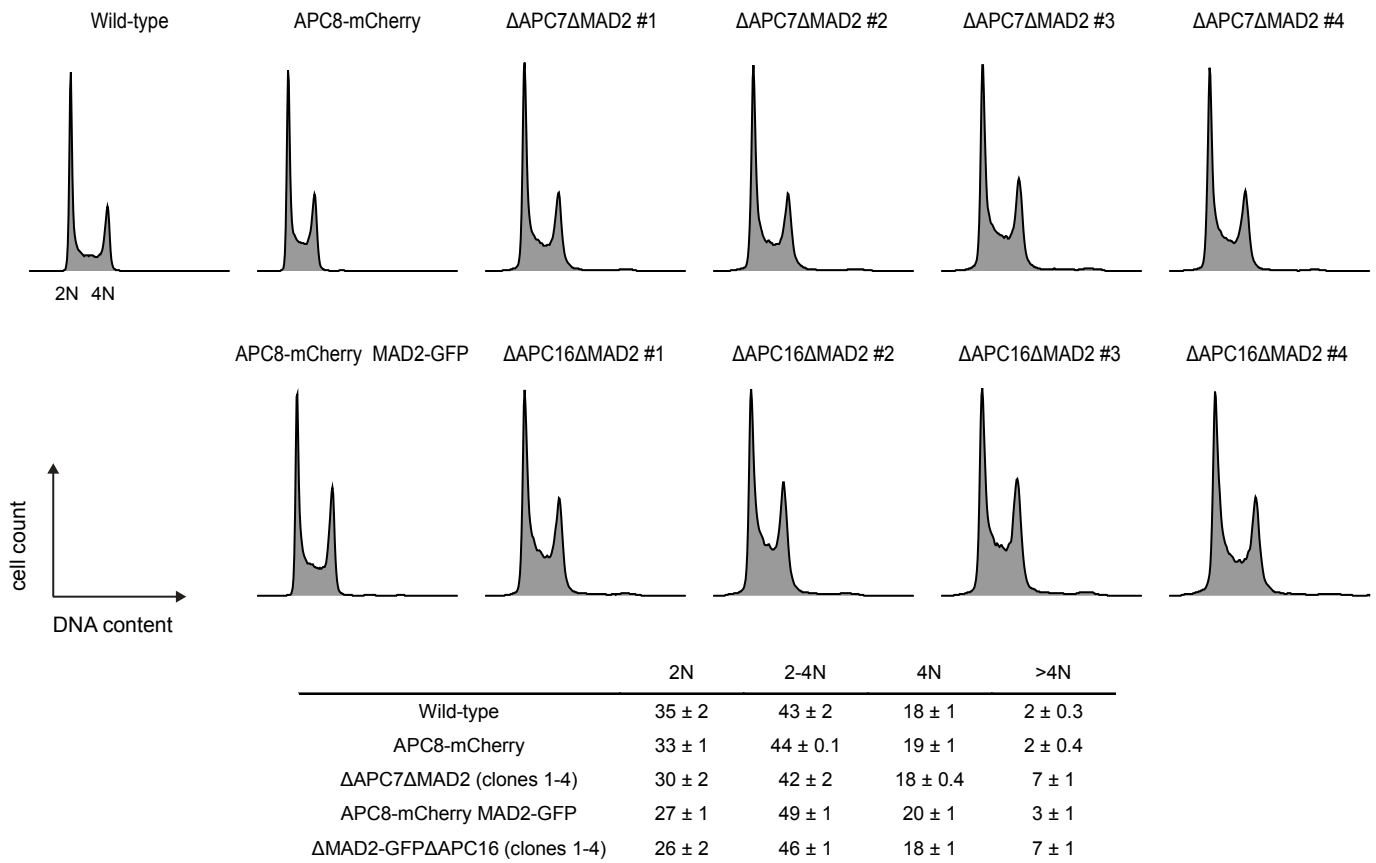 Wild-type APC8-mCherry ΔAPC7ΔMAD2 #1 ΔAPC7ΔMAD2 #2 ΔAPC7ΔMAD2 #3 ΔAPC7ΔMAD2 #4
2N 4N
APC8-mCherry MAD2-GFP ΔAPC16ΔMAD2 #1 ΔAPC16ΔMAD2 #2 ΔAPC16ΔMAD2 #3 ΔAPC16ΔMAD2 #4
cell count
DNA content
2N 2-4N 4N >4N
Wild-type 35 ± 2 43 ± 2 18 ± 1 2 ± 0.3
APC8-mCherry 33 ± 1 44 ± 0.1 19 ± 1 2 ± 0.4
ΔAPC7ΔMAD2 (clones 1-4) 30 ± 2 42 ± 2 18 ± 0.4 7 ± 1
APC8-mCherry MAD2-GFP 27 ± 1 49 ± 1 20 ± 1 3 ± 1
ΔMAD2-GFPΔAPC16 (clones 1-4) 26 ± 2 46 ± 1 18 ± 1 7 ± 1